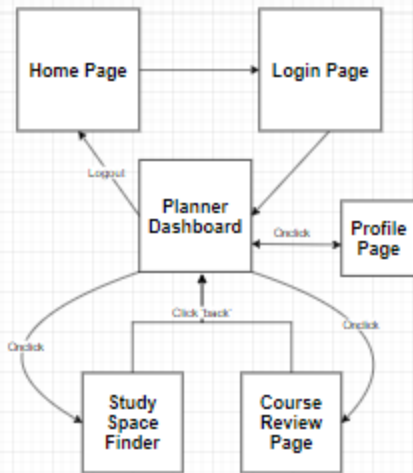 Home Page
Login Page
Logout
Planner
Dashboard
Onclick
Profile
Page
Click 'back'
Onclick
Onclick
Study
Space
Finder
Course
Review
Page